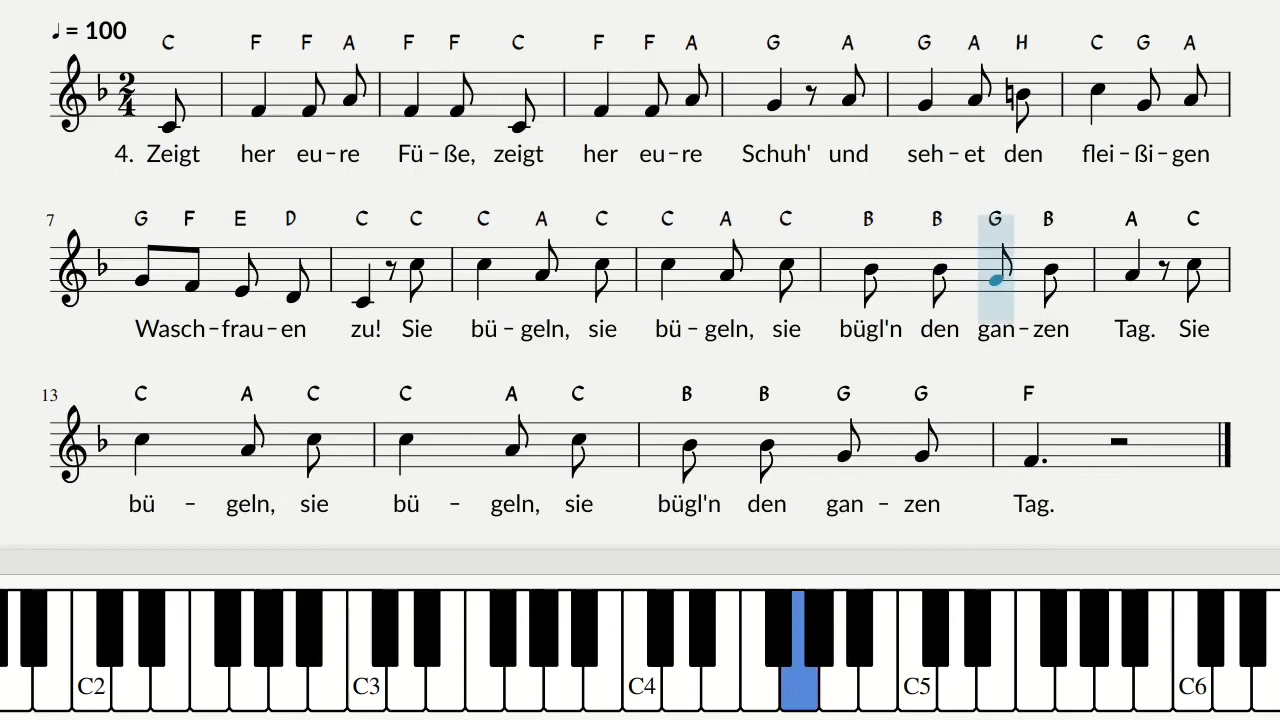 ♩ = 100
C F F A F F C F F A G A G A H C G A
2/4
4. Zeigt her eu – re Fü – ße, zeigt her eu – re Schuh' und seh – et den flei – ßi – gen
7 G F E D C C C A C C A C B B G B A C
Wasch – frau – en zu! Sie bü – geln, sie bü – geln, sie bügl'n den gan – zen Tag. Sie
13 C A C C A C B B G G F
bü – geln, sie bü – geln, sie bügl'n den gan – zen Tag.
C2 C3 C4 C5 C6